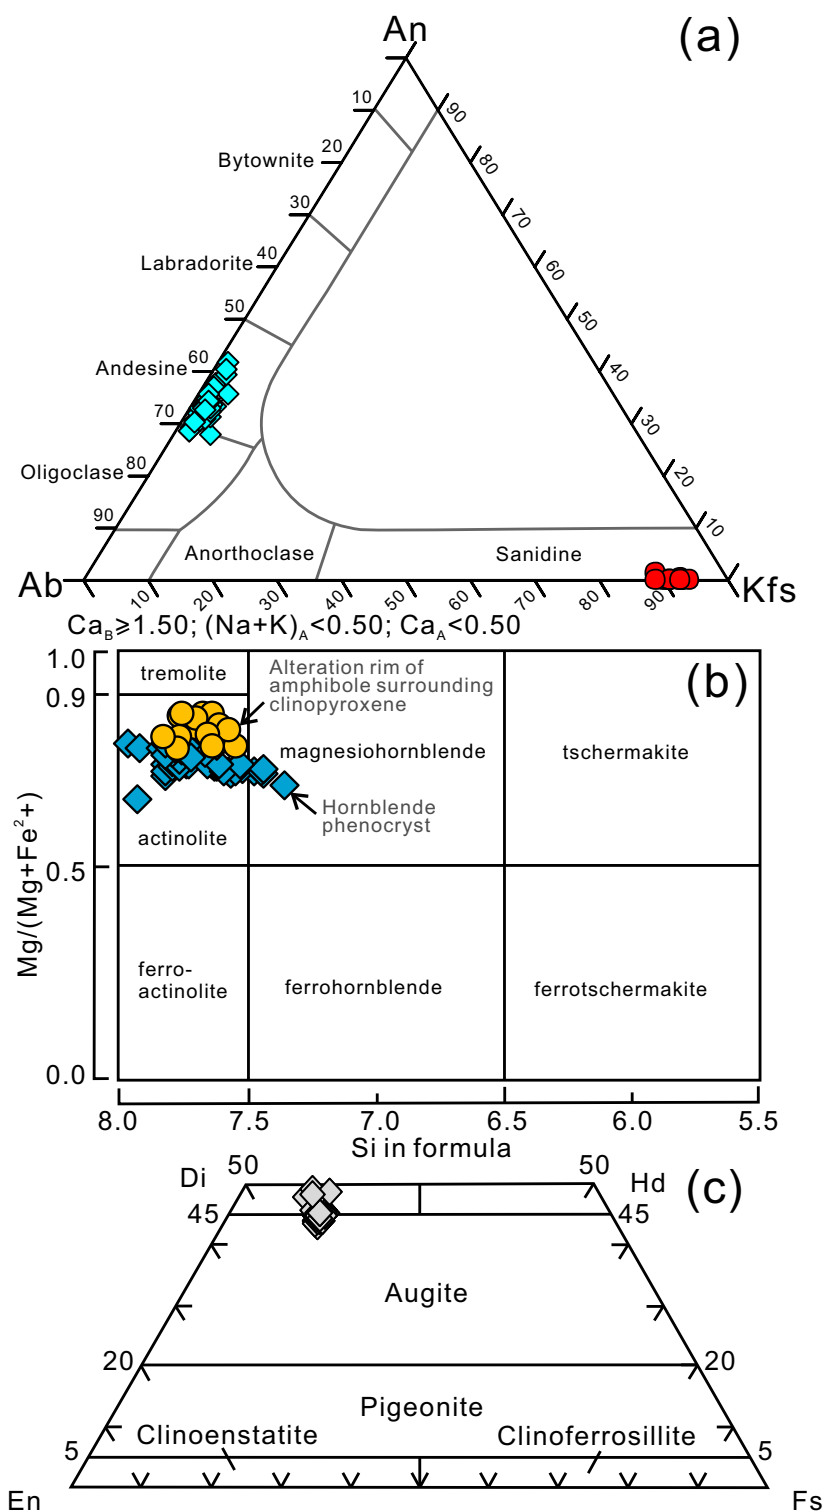 An
(a)
10
90
Bytownite
20
80
30
70
Labradorite
40
60
50
50
Andesine
60
40
70
30
Oligoclase
80
20
90
10
Anorthoclase
Sanidine
Ab
Kfs
10
20
30
40
50
60
70
80
90
Ca_B≥1.50; (Na+K)_A<0.50; Ca_A<0.50
1.0
(b)
tremolite
Alteration rim of
amphibole surrounding
clinopyroxene
0.9
magnesiohornblende
tschermakite
Hornblende
phenocryst
actinolite
0.5
Mg/(Mg+Fe²+)
ferro-
actinolite
ferrohornblende
ferrotschermakite
0.0
8.0
7.5
7.0
6.5
6.0
5.5
Si in formula
Di
50
50
Hd
(c)
45
45
Augite
20
20
Pigeonite
Clinoenstatite
Clinoferrosillite
5
5
En
Fs